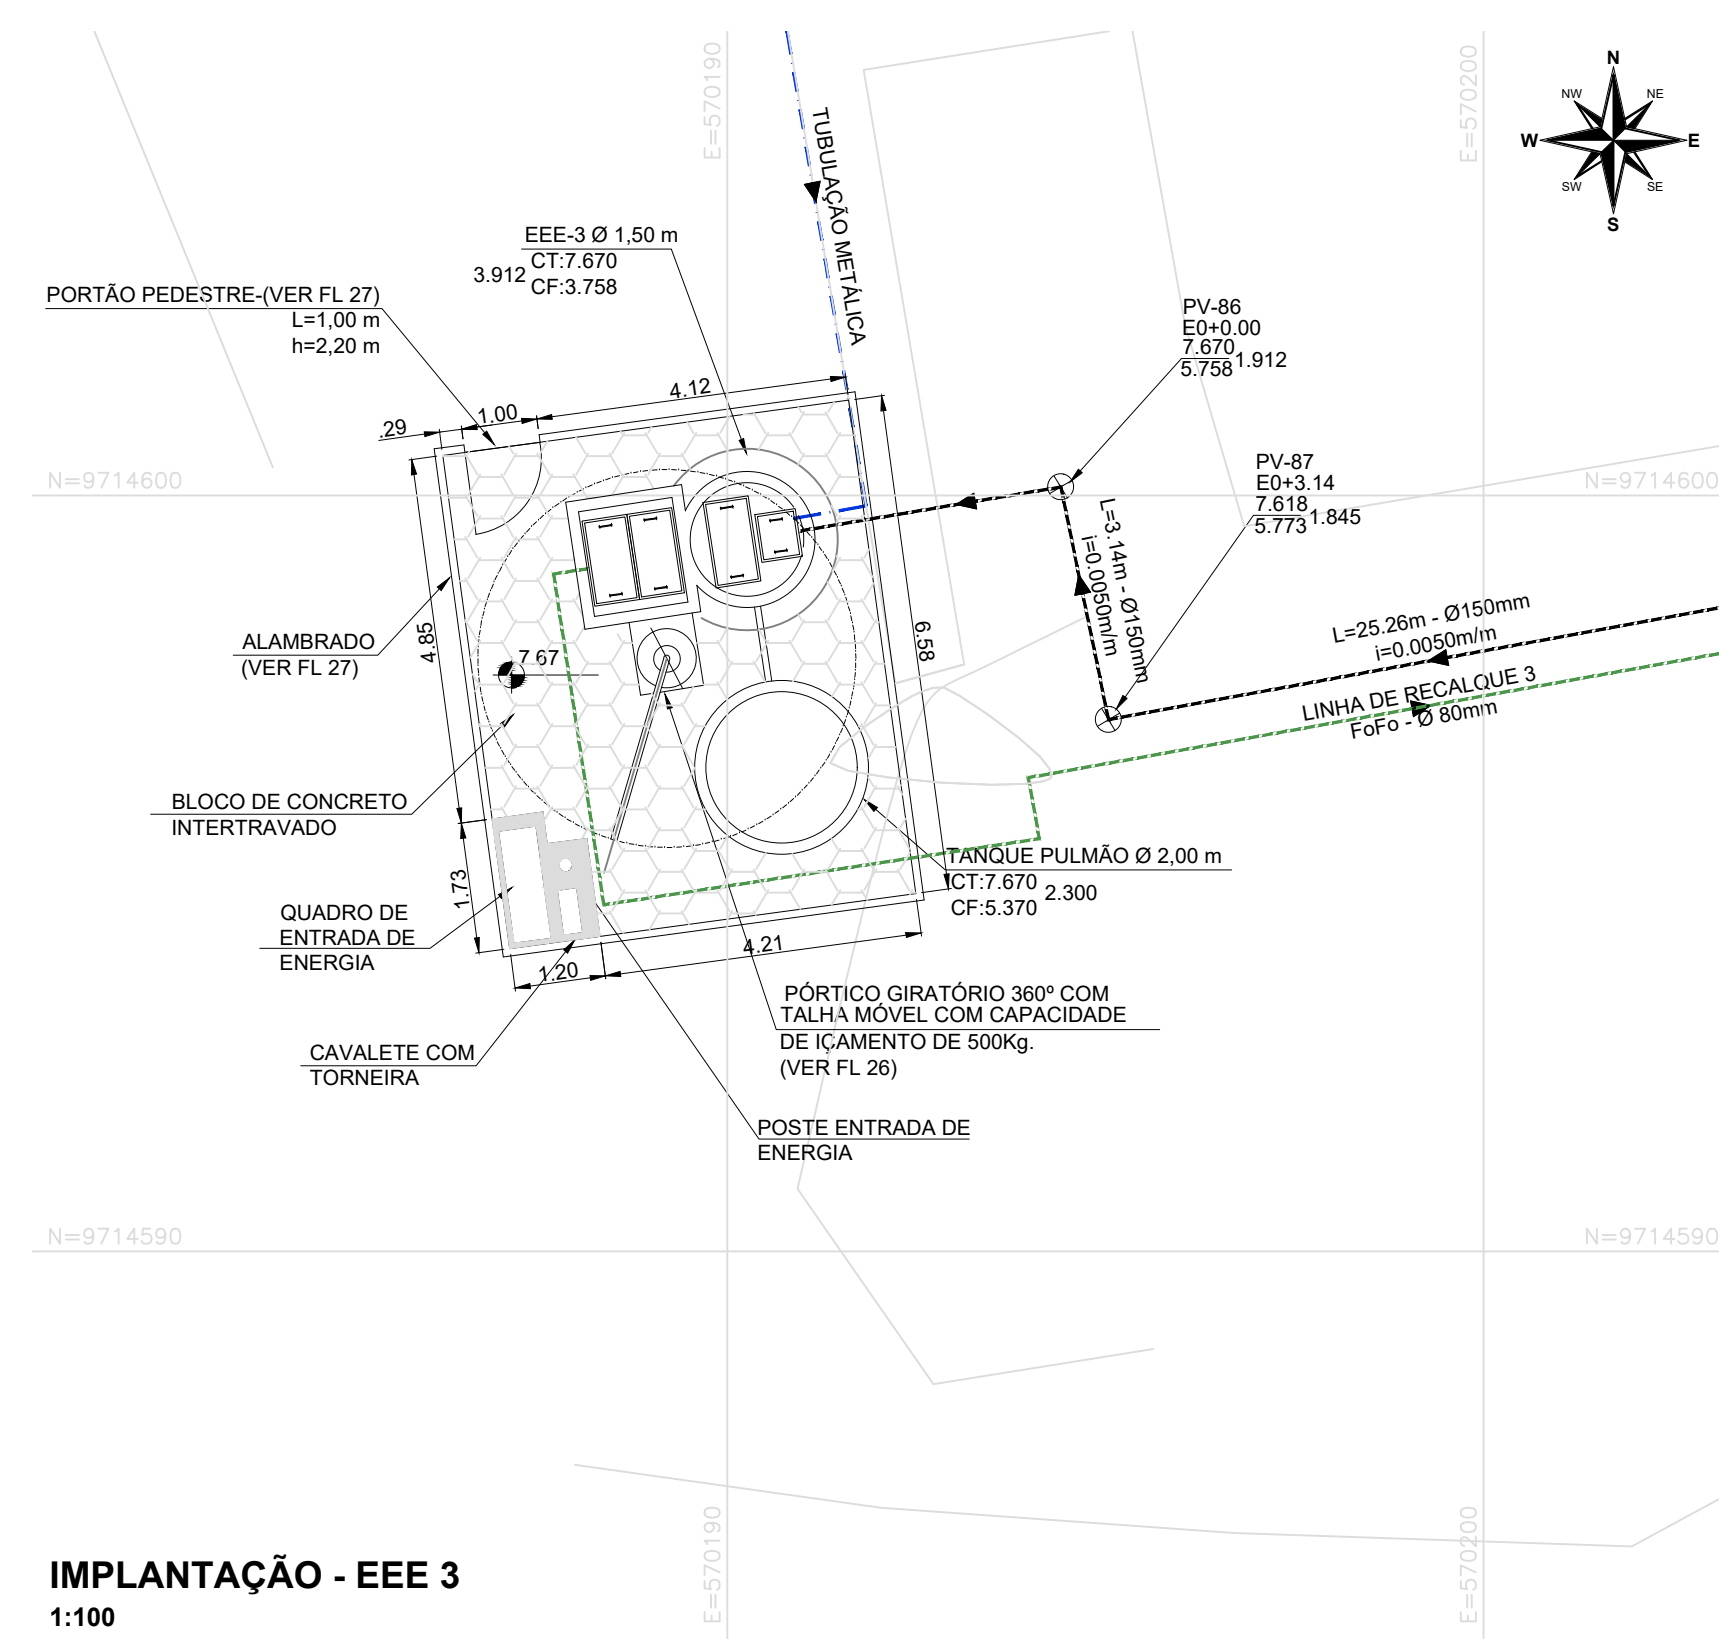 E=570190
E=570200
N
NW
NE
W
E
SW
SE
S
TUBULAÇÃO METÁLICA
EEE-3 Ø 1,50 m
CT:7.670
3.912
CF:3.758
PORTÃO PEDESTRE-(VER FL 27)
L=1,00 m
h=2,20 m
PV-86
E0+0.00
7.670
1.912
5.758
4.12
1.00
.29
PV-87
E0+3.14
7.618
1.845
5.773
N=9714600
N=9714600
L=3.14m - Ø150mm
i=0.0050m/m
L=25.26m - Ø150mm
i=0.0050m/m
LINHA DE RECALQUE 3
FoFo - Ø 80mm
4.85
6.58
ALAMBRADO
(VER FL 27)
7.67
BLOCO DE CONCRETO
INTERTRAVADO
1.73
TANQUE PULMÃO Ø 2,00 m
CT:7.670
2.300
CF:5.370
QUADRO DE
ENTRADA DE
ENERGIA
4.21
1.20
PÓRTICO GIRATÓRIO 360º COM
TALHA MÓVEL COM CAPACIDADE
DE IÇAMENTO DE 500Kg.
(VER FL 26)
CAVALETE COM
TORNEIRA
POSTE ENTRADA DE
ENERGIA
N=9714590
N=9714590
E=570190
E=570200
IMPLANTAÇÃO - EEE 3
1:100